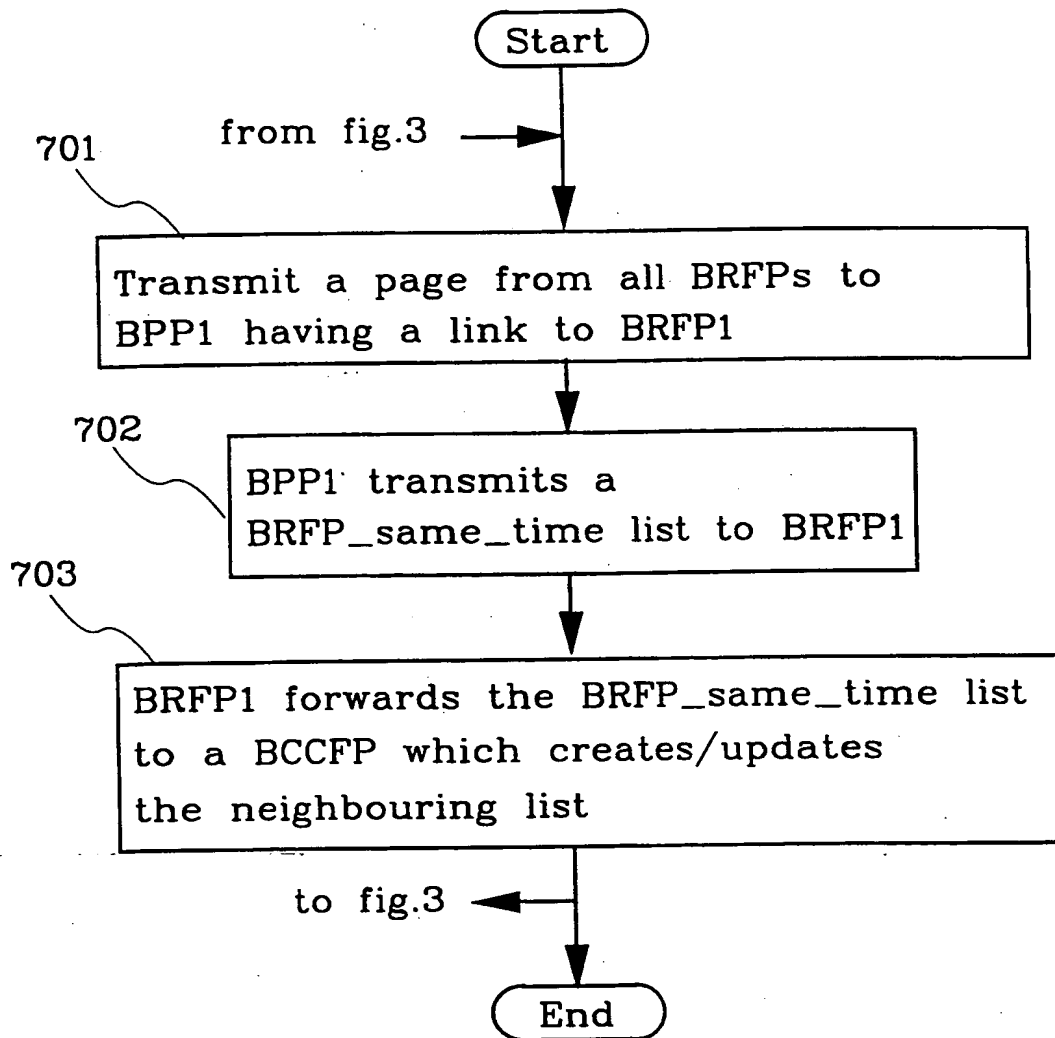 Start
from fig.3
701
Transmit a page from all BRFPs to
BPP1 having a link to BRFP1
702
BPP1 transmits a
BRFP_same_time list to BRFP1
703
BRFP1 forwards the BRFP_same_time list
to a BCCFP which creates/updates
the neighbouring list
to fig.3
End